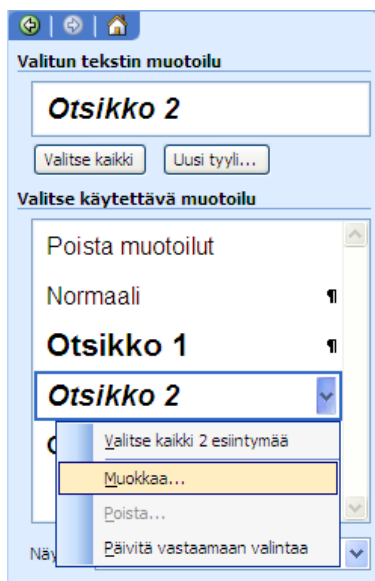 Valitun tekstin muotoilu
Otsikko 2
Valitse kaikki
Uusi tyyli...
Valitse käytettävä muotoilu
Poista muotoilut
Normaali ¶
Otsikko 1 ¶
Otsikko 2
Valitse kaikki 2 esiintymää
Muokkaa...
Poista...
Päivitä vastaamaan valintaa